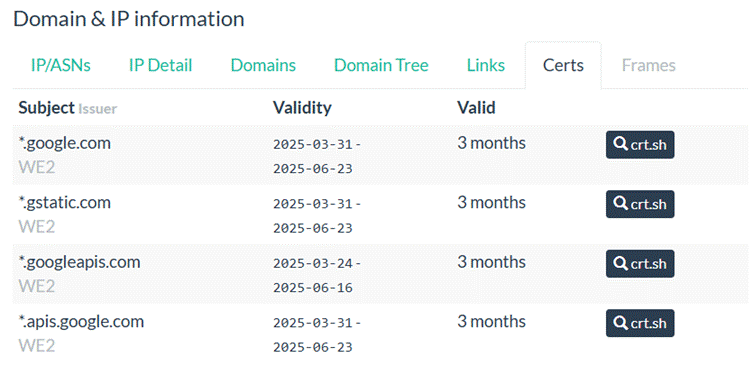 Domain & IP information
IP/ASNs IP Detail Domains Domain Tree Links Certs Frames
Subject Issuer Validity Valid
*.google.com 2025-03-31 - 3 months crt.sh
WE2 2025-06-23
*.gstatic.com 2025-03-31 - 3 months crt.sh
WE2 2025-06-23
*.googleapis.com 2025-03-24 - 3 months crt.sh
WE2 2025-06-16
*.apis.google.com 2025-03-31 - 3 months crt.sh
WE2 2025-06-23